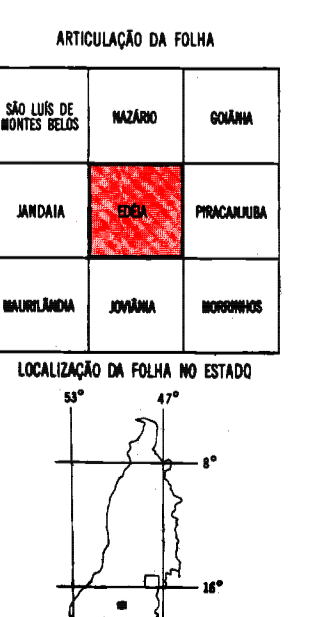 ARTICULAÇÃO DA FOLHA
SÃO LUÍS DE
MONTES BELOS
NAZÁRIO
GOIÂNIA
JANDAIA
EDÉIA
PIRACANJUBA
MAURILÂNDIA
JOVIÂNIA
MORRINHOS
LOCALIZAÇÃO DA FOLHA NO ESTADO
53° 47°
8°
16°